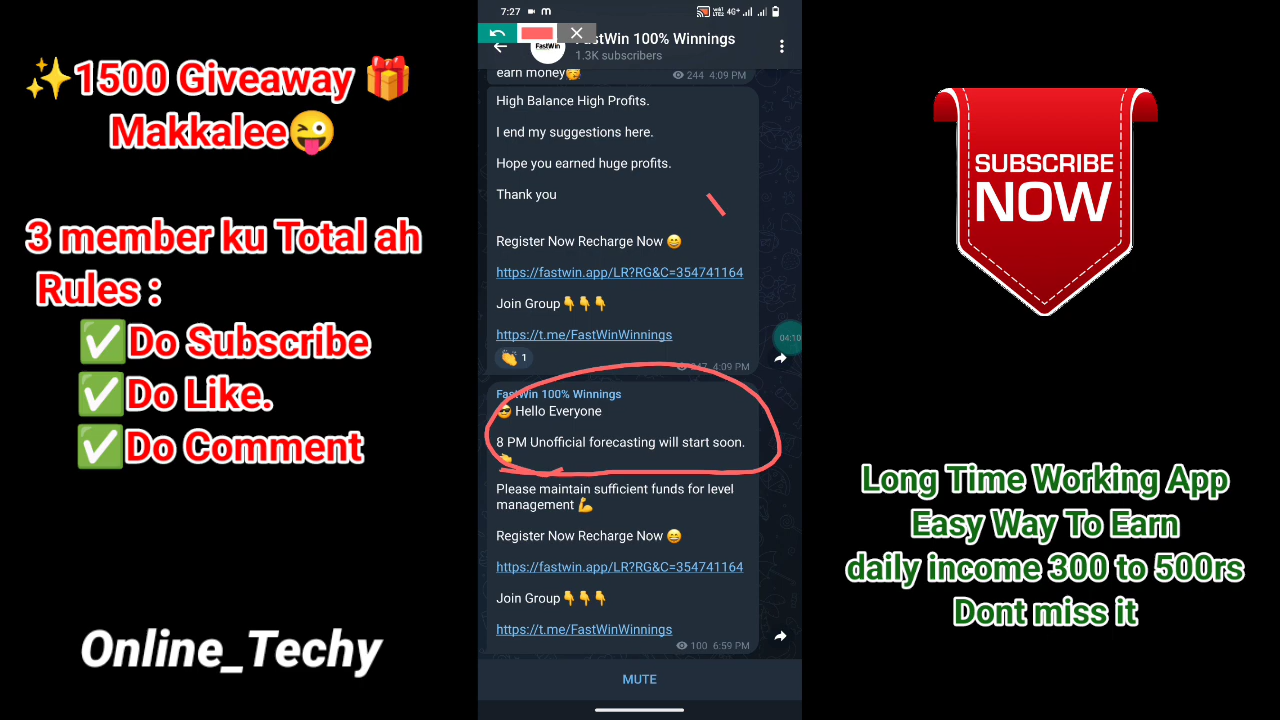 ✨1500 Giveaway 🎁
Makkalee😜
3 member ku Total ah
Rules :
✅Do Subscribe
✅Do Like.
✅Do Comment
Online_Techy
7:27
4G+
FastWin
FastWin 100% Winnings
1.3K subscribers
earn money🥳
244 4:09 PM
High Balance High Profits.
I end my suggestions here.
Hope you earned huge profits.
Thank you
Register Now Recharge Now 😄
https://fastwin.app/LR?RG&C=354741164
Join Group👇👇👇
https://t.me/FastWinWinnings
👏 1
4:09 PM
04:10
FastWin 100% Winnings
😎 Hello Everyone
8 PM Unofficial forecasting will start soon.
Please maintain sufficient funds for level
management 💪
Register Now Recharge Now 😄
https://fastwin.app/LR?RG&C=354741164
Join Group👇👇👇
https://t.me/FastWinWinnings
100 6:59 PM
MUTE
SUBSCRIBE
NOW
Long Time Working App
Easy Way To Earn
daily income 300 to 500rs
Dont miss it